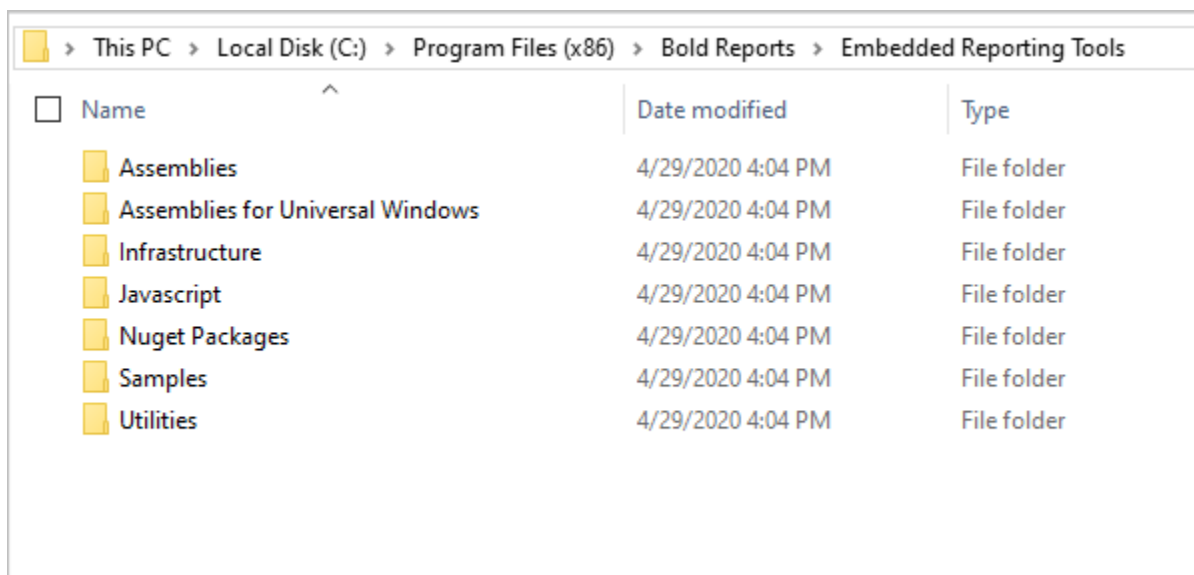 This PC > Local Disk (C:) > Program Files (x86) > Bold Reports > Embedded Reporting Tools
Name Date modified Type
Assemblies 4/29/2020 4:04 PM File folder
Assemblies for Universal Windows 4/29/2020 4:04 PM File folder
Infrastructure 4/29/2020 4:04 PM File folder
Javascript 4/29/2020 4:04 PM File folder
Nuget Packages 4/29/2020 4:04 PM File folder
Samples 4/29/2020 4:04 PM File folder
Utilities 4/29/2020 4:04 PM File folder